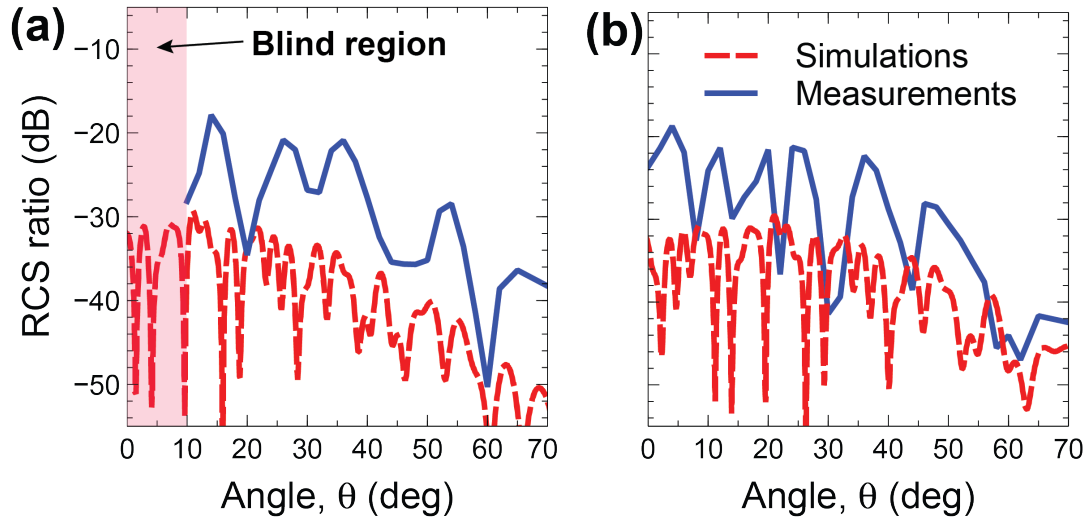 (a)
Blind region
−10
−20
−30
−40
−50
RCS ratio (dB)
0 10 20 30 40 50 60 70
Angle, θ (deg)
(b)
Simulations
Measurements
0 10 20 30 40 50 60 70
Angle, θ (deg)